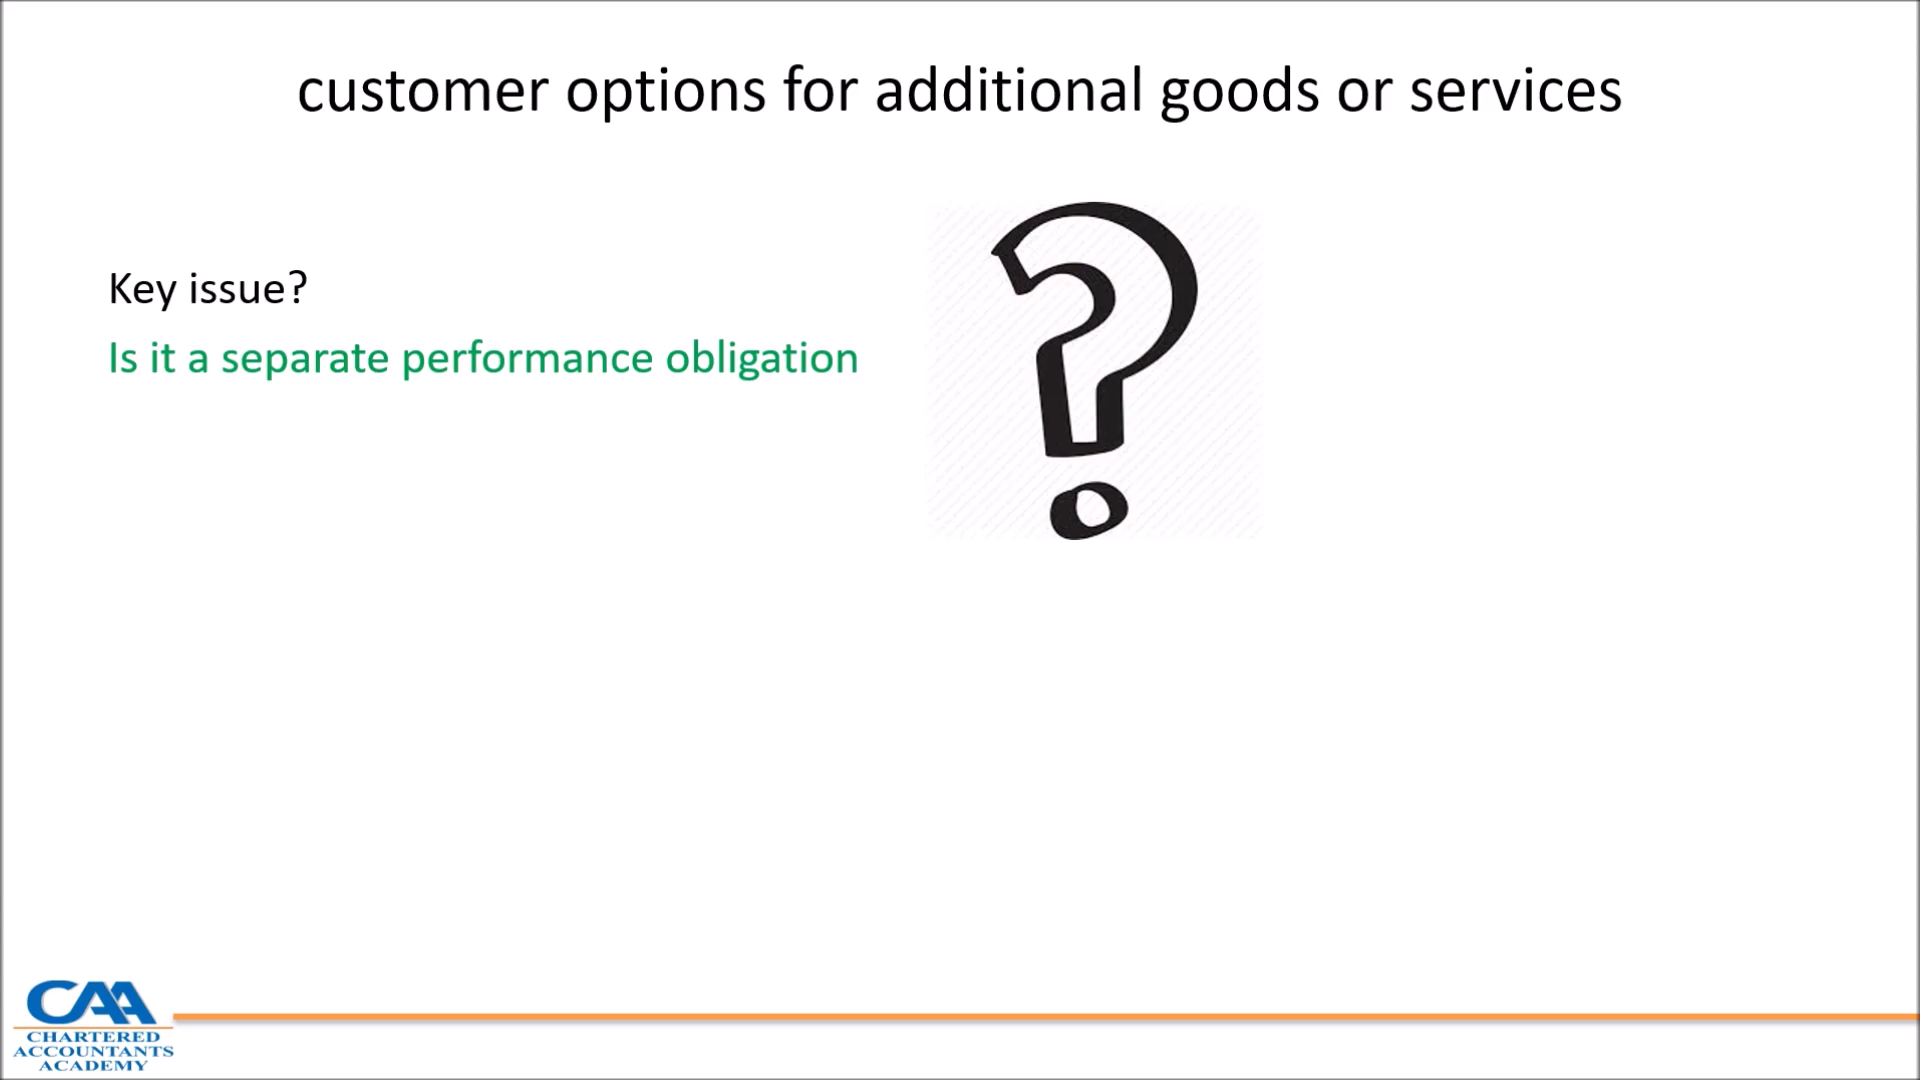 customer options for additional goods or services
Key issue?
Is it a separate performance obligation
?
CAA
CHARTERED
ACCOUNTANTS
ACADEMY